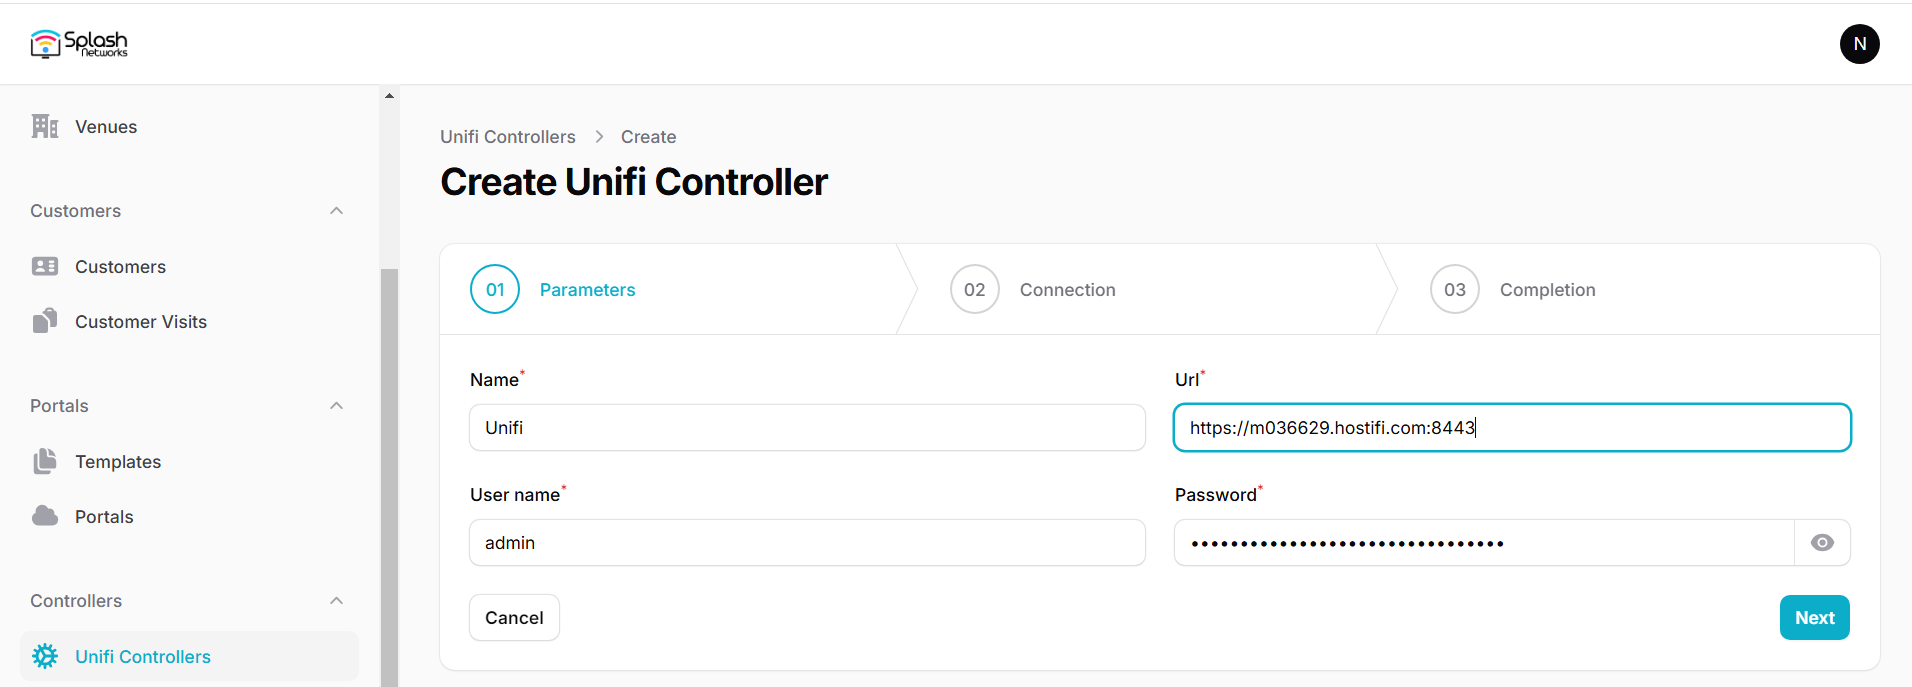 Splash
Networks
N
Venues
Customers
Customers
Customer Visits
Portals
Templates
Portals
Controllers
Unifi Controllers
Unifi Controllers > Create
Create Unifi Controller
01 Parameters
02 Connection
03 Completion
Name*
Unifi
Url*
https://m036629.hostifi.com:8443
User name*
admin
Password*
••••••••••••••••••••••••••••••••
Cancel
Next